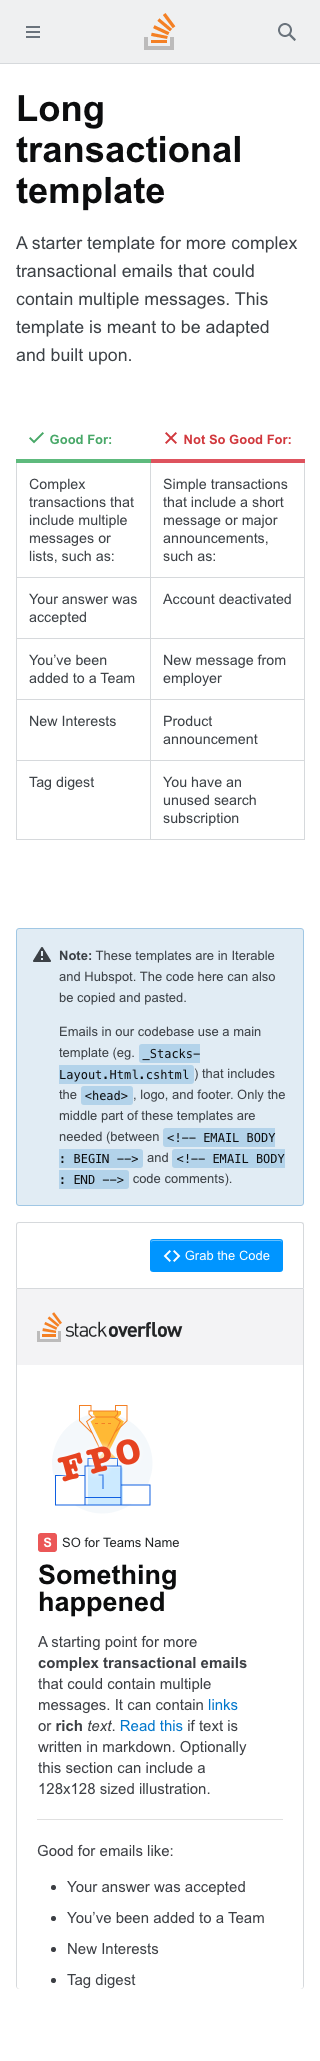 Long
transactional
template
A starter template for more complex
transactional emails that could
contain multiple messages. This
template is meant to be adapted
and built upon.
Good For:
Not So Good For:
Complex
transactions that
include multiple
messages or
lists, such as:
Simple transactions
that include a short
message or major
announcements,
such as:
Your answer was
accepted
Account deactivated
You’ve been
added to a Team
New message from
employer
New Interests
Product
announcement
Tag digest
You have an
unused search
subscription
Note: These templates are in Iterable
and Hubspot. The code here can also
be copied and pasted.
Emails in our codebase use a main
template (eg. _Stacks-
Layout.Html.cshtml) that includes
the <head>, logo, and footer. Only the
middle part of these templates are
needed (between <!-- EMAIL BODY
: BEGIN --> and <!-- EMAIL BODY
: END --> code comments).
Grab the Code
stackoverflow
FPO
1
S SO for Teams Name
Something
happened
A starting point for more
complex transactional emails
that could contain multiple
messages. It can contain links
or rich text. Read this if text is
written in markdown. Optionally
this section can include a
128x128 sized illustration.
Good for emails like:
• Your answer was accepted
• You’ve been added to a Team
• New Interests
• Tag digest